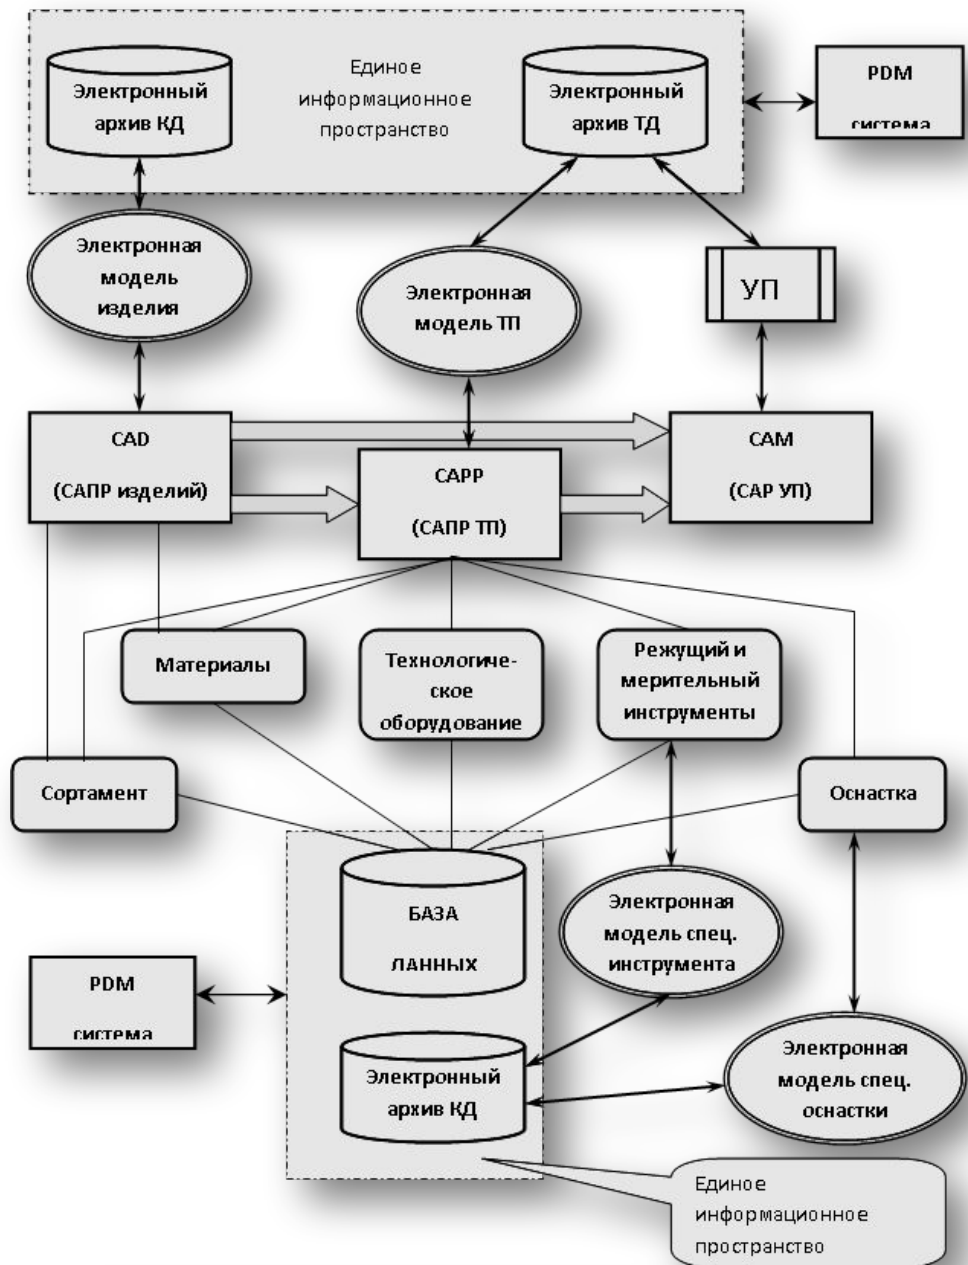 Электронный
архив КД
Единое
информационное
пространство
Электронный
архив ТД
PDM
система
Электронная
модель
изделия
Электронная
модель ТП
УП
CAD
(САПР изделий)
CAPP
(САПР ТП)
CAM
(САР УП)
Материалы
Технологиче-
ское
оборудование
Режущий и
мерительный
инструменты
Сортамент
Оснастка
БАЗА
ДАННЫХ
Электронная
модель спец.
инструмента
PDM
система
Электронный
архив КД
Электронная
модель спец.
оснастки
Единое
информационное
пространство